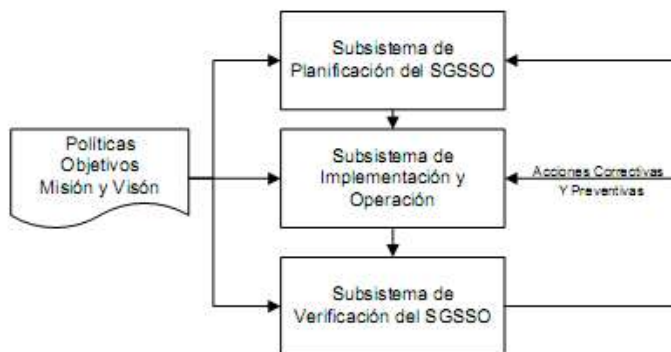 Subsistema de
Planificación del SGSSO
Políticas
Objetivos
Misión y Visón
Subsistema de
Implementación y
Operación
Acciones Correctivas
Y Preventivas
Subsistema de
Verificación del SGSSO